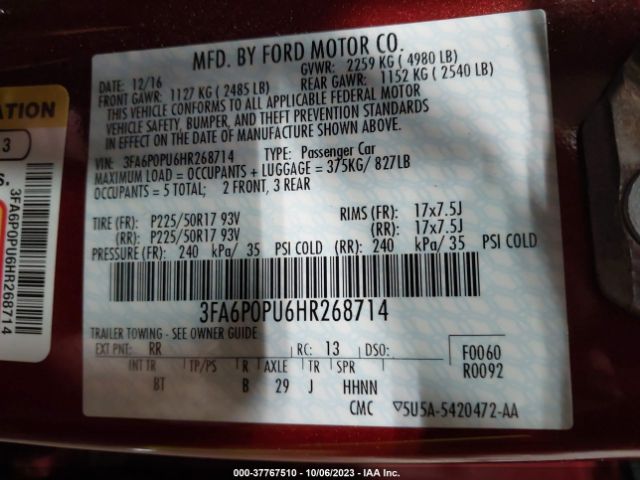 MFD. BY FORD MOTOR CO.
DATE: 12/16
GVWR: 2259 KG ( 4980 LB)
FRONT GAWR: 1127 KG ( 2485 LB)
REAR GAWR: 1152 KG ( 2540 LB)
THIS VEHICLE CONFORMS TO ALL APPLICABLE FEDERAL MOTOR
VEHICLE SAFETY, BUMPER, AND THEFT PREVENTION STANDARDS
IN EFFECT ON THE DATE OF MANUFACTURE SHOWN ABOVE.
VIN: 3FA6P0PU6HR268714 TYPE: Passenger Car
MAXIMUM LOAD = OCCUPANTS + LUGGAGE = 375KG/ 827LB
OCCUPANTS = 5 TOTAL; 2 FRONT, 3 REAR
TIRE (FR): P225/50R17 93V RIMS (FR): 17x7.5J
(RR): P225/50R17 93V (RR): 17x7.5J
PRESSURE (FR): 240 kPa/ 35 PSI COLD (RR): 240 kPa/ 35 PSI COLD
3FA6P0PU6HR268714
TRAILER TOWING - SEE OWNER GUIDE
EXT PNT: RR RC: 13 DSO: F0060
INT TR TP/PS R AXLE TR SPR R0092
BT B 29 J HHNN
CMC ▽5U5A-5420472-AA
ATION
3
S.
3FA6P0PU6HR268714
000-37767510 - 10/06/2023 - IAA Inc.